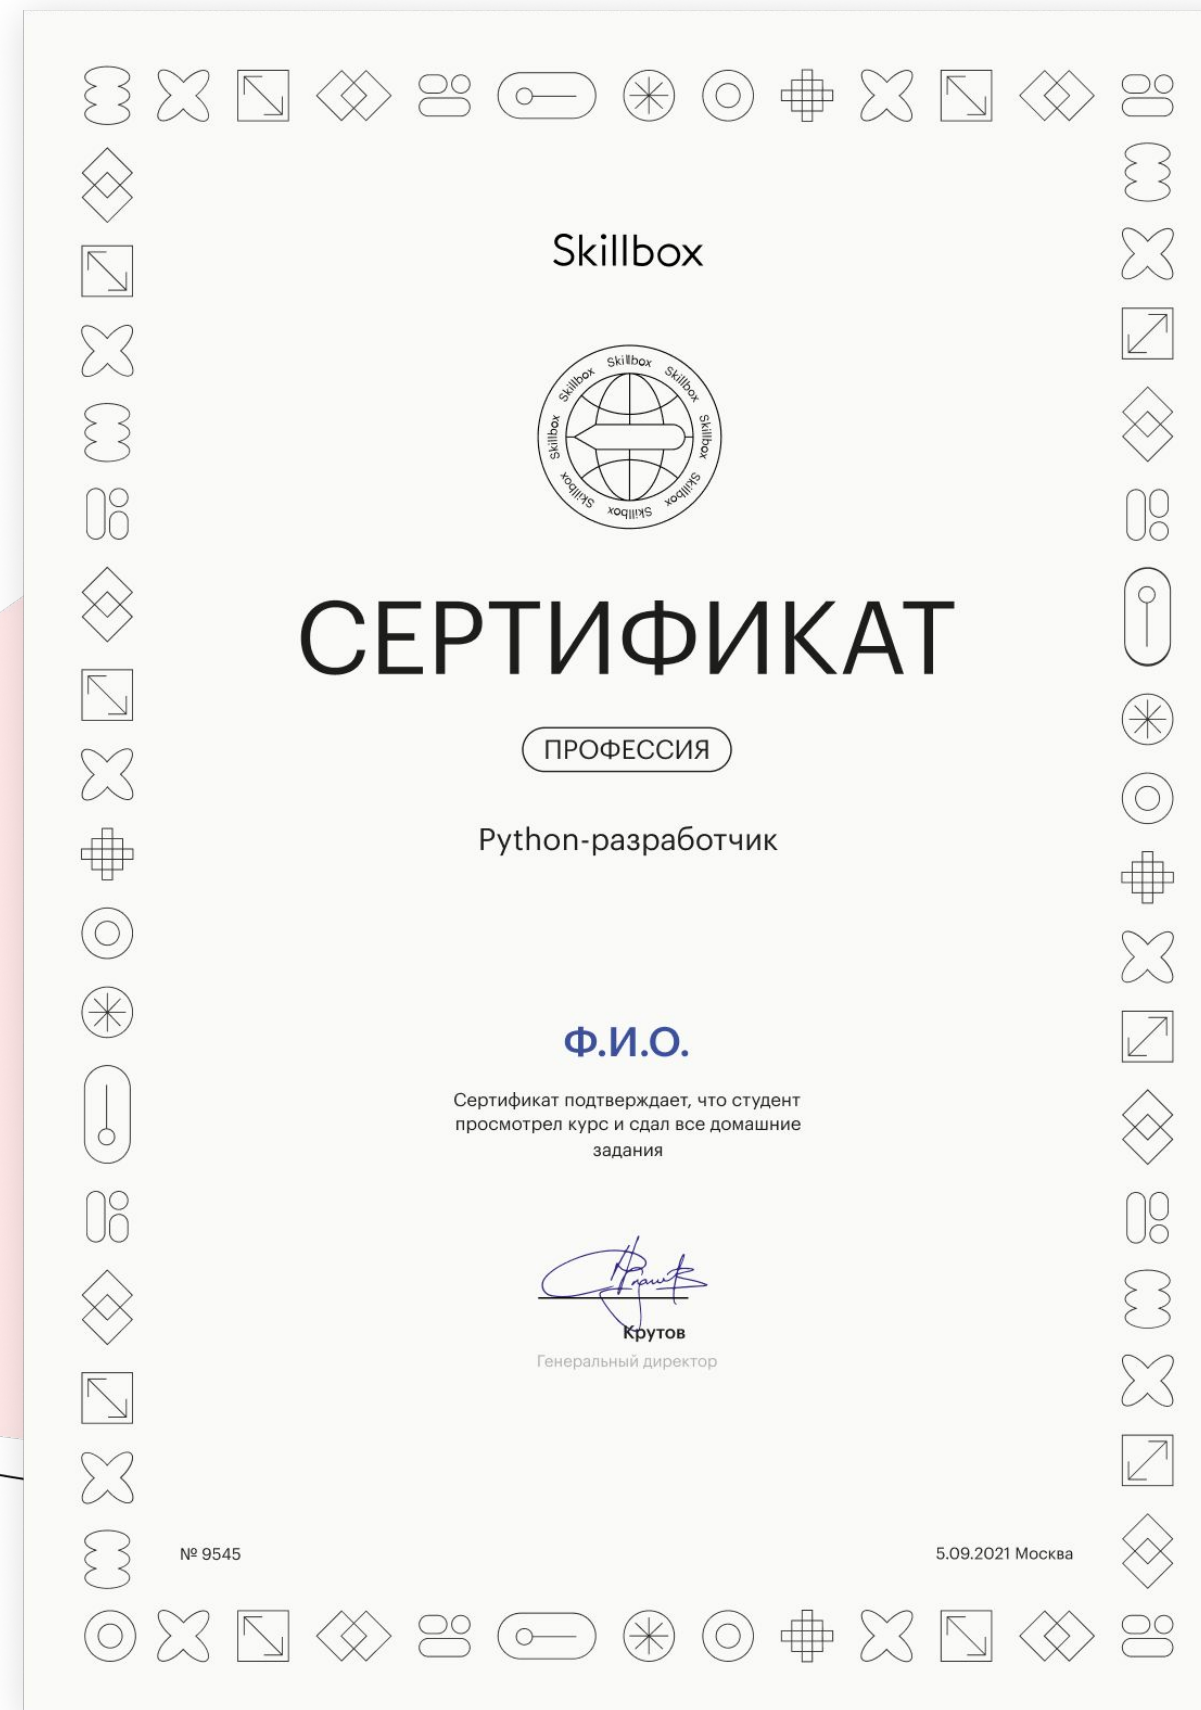 Skillbox
Skillbox Skillbox Skillbox Skillbox Skillbox Skillbox Skillbox Skillbox
СЕРТИФИКАТ
ПРОФЕССИЯ
Python-разработчик
Ф.И.О.
Сертификат подтверждает, что студент
просмотрел курс и сдал все домашние
задания
Крутов
Генеральный директор
№ 9545
5.09.2021 Москва